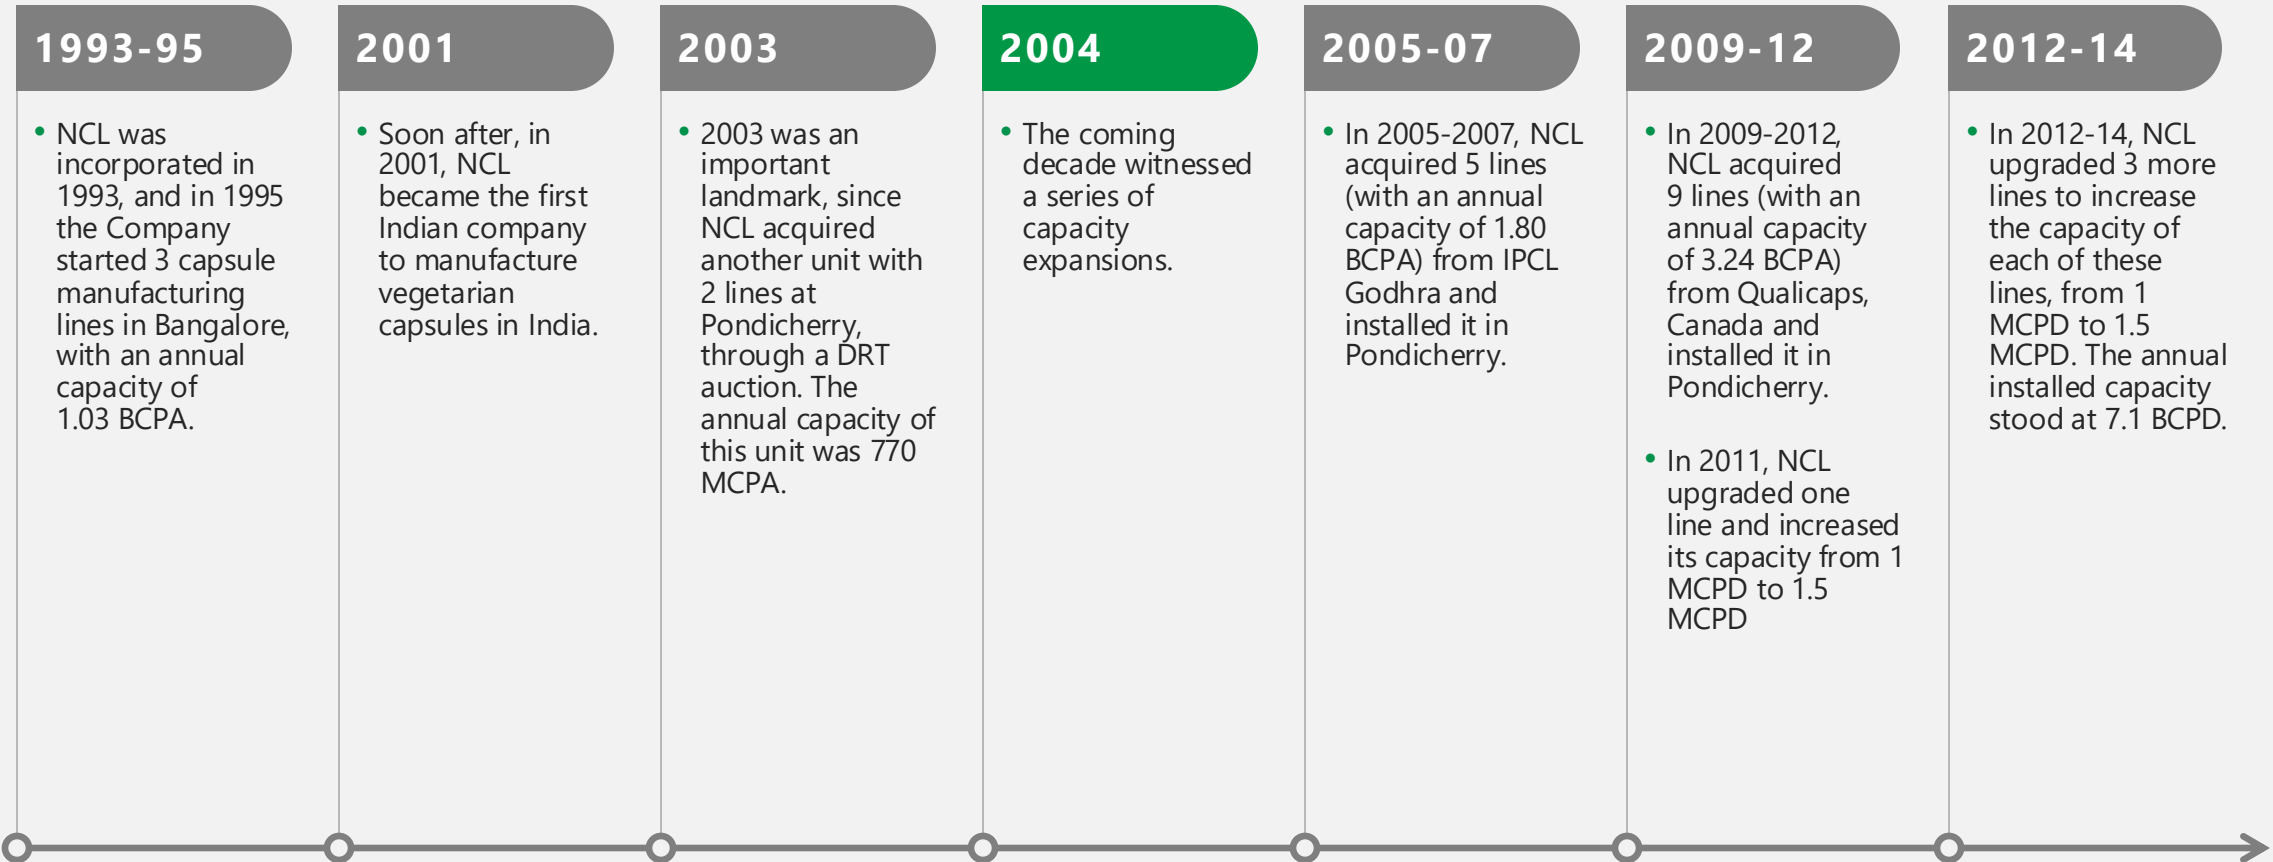 1993-95
• NCL was
incorporated in
1993, and in 1995
the Company
started 3 capsule
manufacturing
lines in Bangalore,
with an annual
capacity of
1.03 BCPA.
2001
• Soon after, in
2001, NCL
became the first
Indian company
to manufacture
vegetarian
capsules in India.
2003
• 2003 was an
important
landmark, since
NCL acquired
another unit with
2 lines at
Pondicherry,
through a DRT
auction. The
annual capacity of
this unit was 770
MCPA.
2004
• The coming
decade witnessed
a series of
capacity
expansions.
2005-07
• In 2005-2007, NCL
acquired 5 lines
(with an annual
capacity of 1.80
BCPA) from IPCL
Godhra and
installed it in
Pondicherry.
2009-12
• In 2009-2012,
NCL acquired
9 lines (with an
annual capacity
of 3.24 BCPA)
from Qualicaps,
Canada and
installed it in
Pondicherry.
• In 2011, NCL
upgraded one
line and increased
its capacity from 1
MCPD to 1.5
MCPD
2012-14
• In 2012-14, NCL
upgraded 3 more
lines to increase
the capacity of
each of these
lines, from 1
MCPD to 1.5
MCPD. The annual
installed capacity
stood at 7.1 BCPD.